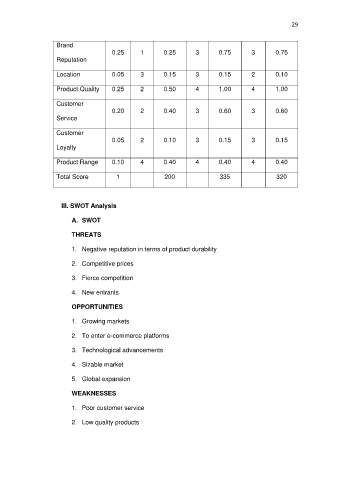 29
Brand
Reputation 0.25 1 0.25 3 0.75 3 0.75
Location 0.05 3 0.15 3 0.15 2 0.10
Product Quality 0.25 2 0.50 4 1.00 4 1.00
Customer
Service 0.20 2 0.40 3 0.60 3 0.60
Customer
Loyalty 0.05 2 0.10 3 0.15 3 0.15
Product Range 0.10 4 0.40 4 0.40 4 0.40
Total Score 1 200 335 320
III. SWOT Analysis
A. SWOT
THREATS
1. Negative reputation in terms of product durability
2. Competitive prices
3. Fierce competition
4. New entrants
OPPORTUNITIES
1. Growing markets
2. To enter e-commerce platforms
3. Technological advancements
4. Sizable market
5. Global expansion
WEAKNESSES
1. Poor customer service
2. Low quality products